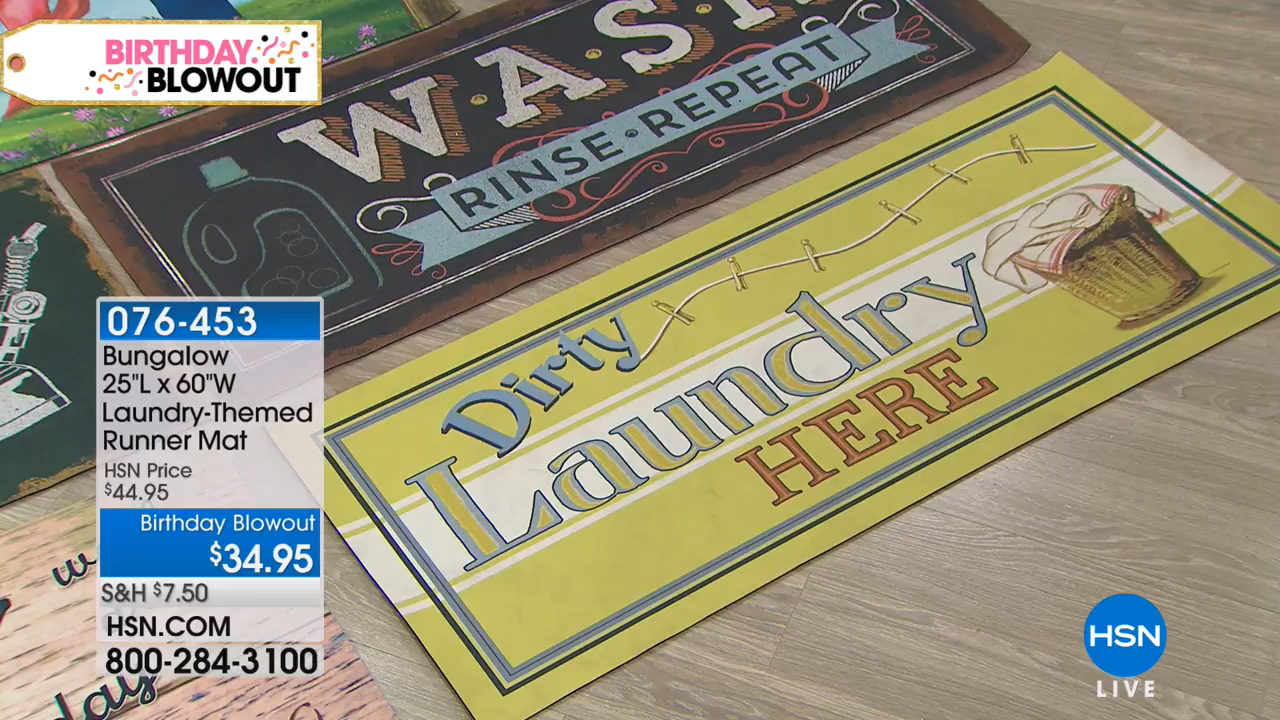 BIRTHDAY
BLOWOUT
WASH
RINSE • REPEAT
Dirty
Laundry
HERE
076-453
Bungalow
25"L x 60"W
Laundry-Themed
Runner Mat
HSN Price
$44.95
Birthday Blowout
$34.95
S&H $7.50
HSN.COM
800-284-3100
HSN
LIVE